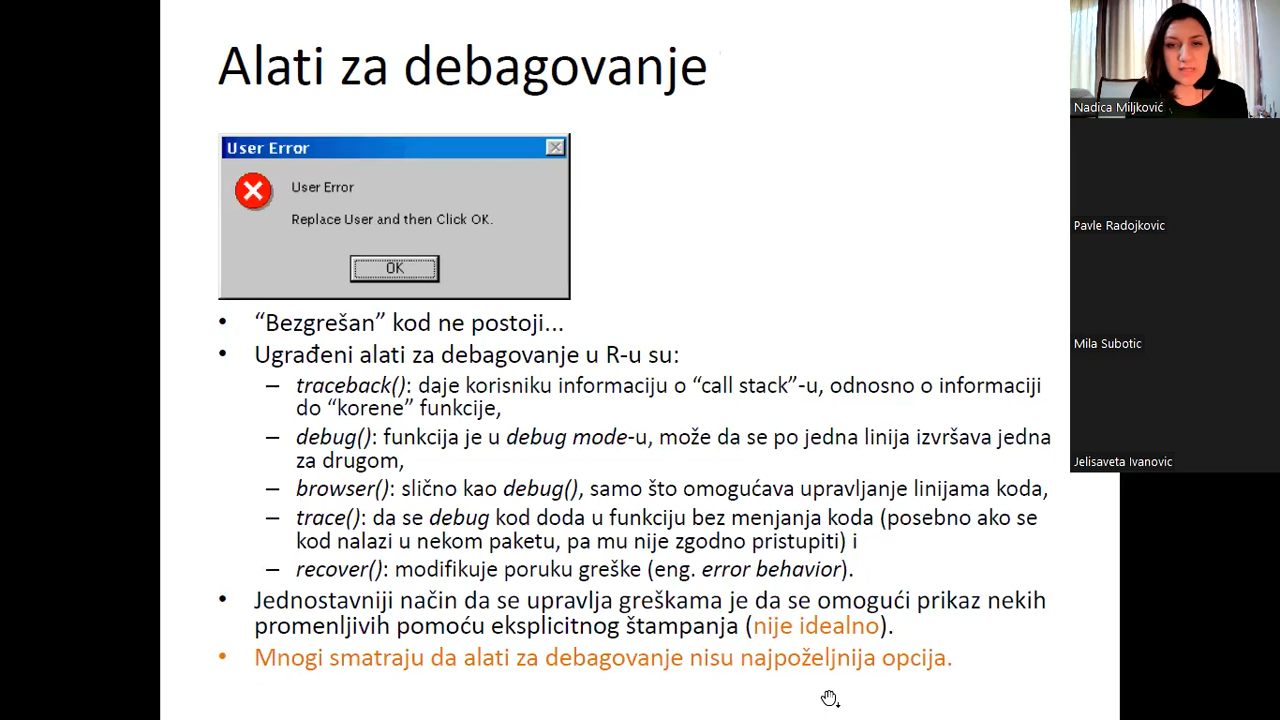 Alati za debagovanje
User Error
User Error
Replace User and then Click OK.
OK
• “Bezgrešan” kod ne postoji...
• Ugrađeni alati za debagovanje u R-u su:
– traceback(): daje korisniku informaciju o “call stack”-u, odnosno o informaciji
do “korene” funkcije,
– debug(): funkcija je u debug mode-u, može da se po jedna linija izvršava jedna
za drugom,
– browser(): slično kao debug(), samo što omogućava upravljanje linijama koda,
– trace(): da se debug kod doda u funkciju bez menjanja koda (posebno ako se
kod nalazi u nekom paketu, pa mu nije zgodno pristupiti) i
– recover(): modifikuje poruku greške (eng. error behavior).
• Jednostavniji način da se upravlja greškama je da se omogući prikaz nekih
promenljivih pomoću eksplicitnog štampanja (nije idealno).
• Mnogi smatraju da alati za debagovanje nisu najpoželjnija opcija.
Nadica Miljković
Pavle Radojkovic
Mila Subotic
Jelisaveta Ivanovic